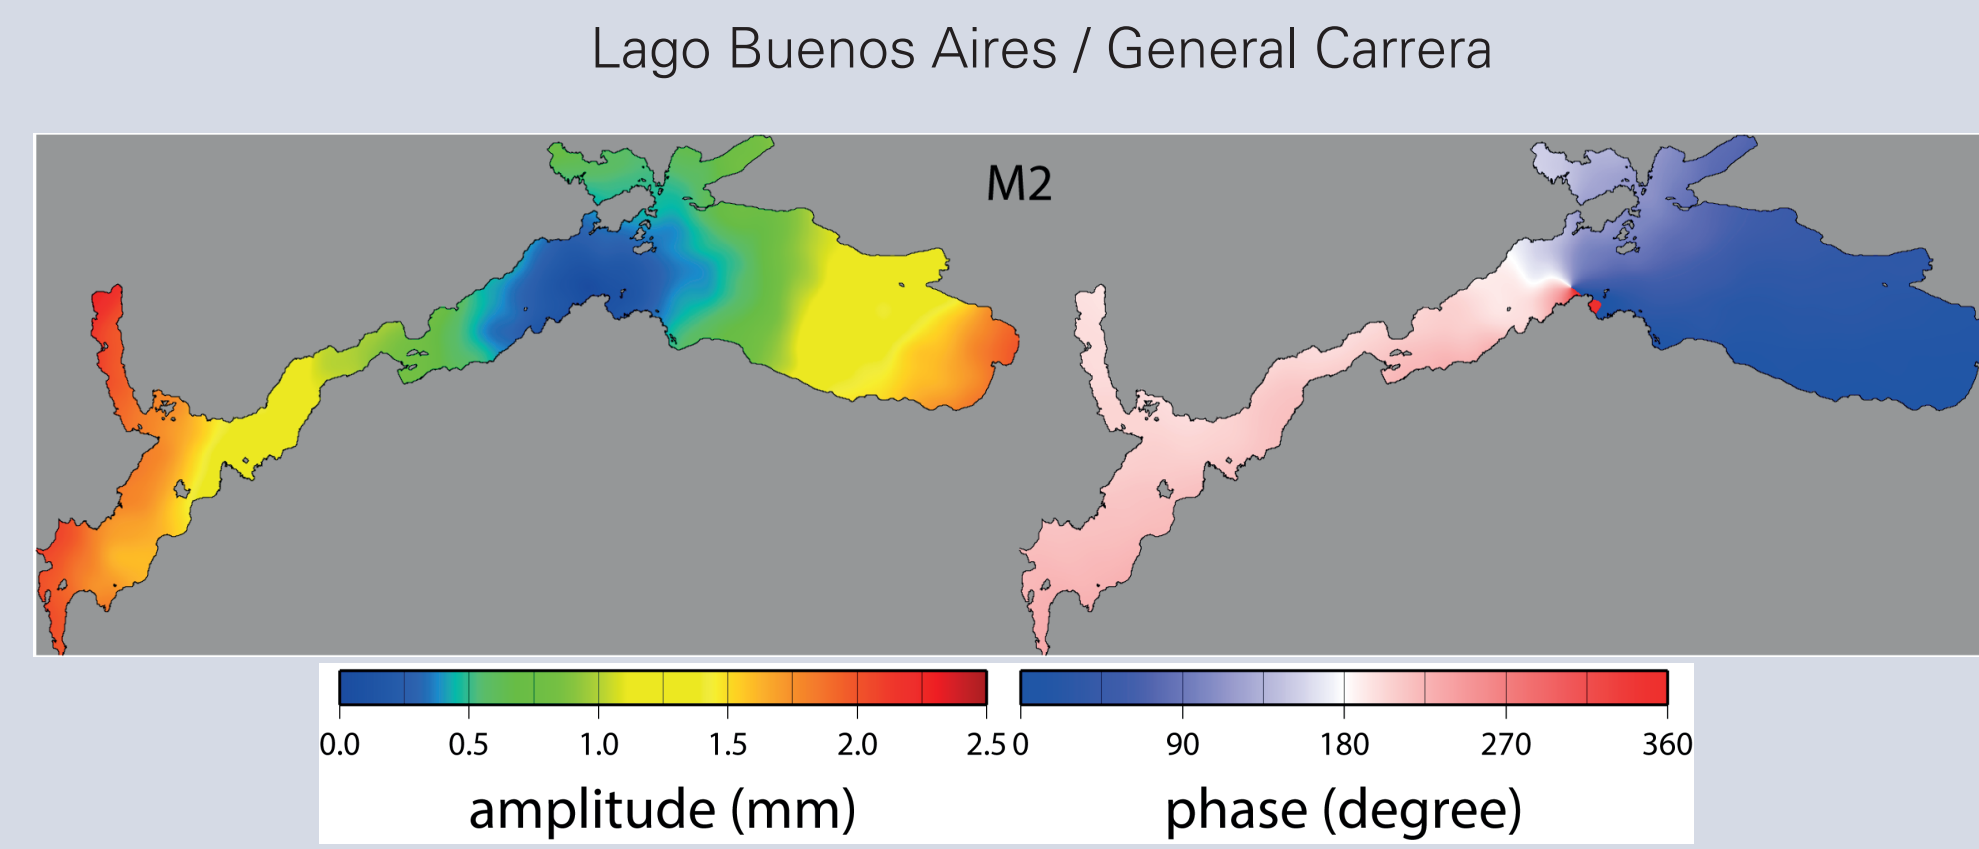 Lago Buenos Aires / General Carrera
M2
0.0 0.5 1.0 1.5 2.0 2.5
amplitude (mm)
0 90 180 270 360
phase (degree)